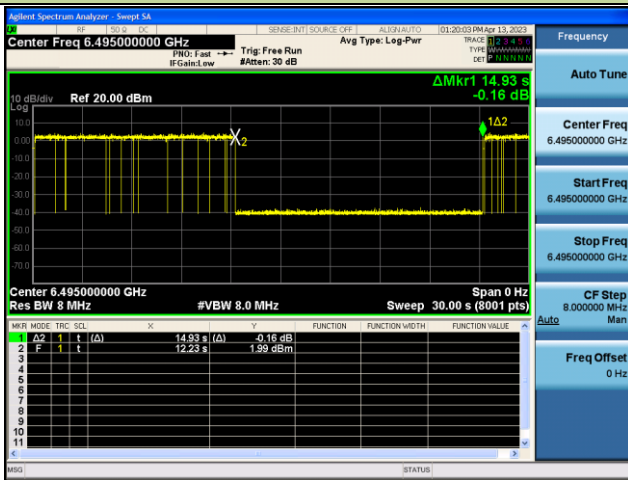 Agilent Spectrum Analyzer - Swept SA
RF 50 Ω DC SENSE:INT SOURCE OFF ALIGN AUTO 01:20:03 PM Apr 13, 2023
Center Freq 6.495000000 GHz
PNO: Fast
IFGain:Low
Trig: Free Run
#Atten: 30 dB
Avg Type: Log-Pwr
TRACE 1 2 3 4 5 6
TYPE
DET P N N N N N
ΔMkr1 14.93 s
-0.16 dB
10 dB/div Ref 20.00 dBm
Log
10.0
0.00
-10.0
-20.0
-30.0
-40.0
-50.0
-60.0
-70.0
2
1Δ2
Center 6.495000000 GHz Span 0 Hz
Res BW 8 MHz #VBW 8.0 MHz Sweep 30.00 s (8001 pts)
MKR MODE TRC SCL X Y FUNCTION FUNCTION WIDTH FUNCTION VALUE
1 Δ2 1 t (Δ) 14.93 s (Δ) -0.16 dB
2 F 1 t 12.23 s 1.99 dBm
3
4
5
6
7
8
9
10
11
MSG STATUS
Frequency
Auto Tune
Center Freq
6.495000000 GHz
Start Freq
6.495000000 GHz
Stop Freq
6.495000000 GHz
CF Step
8.000000 MHz
Auto Man
Freq Offset
0 Hz